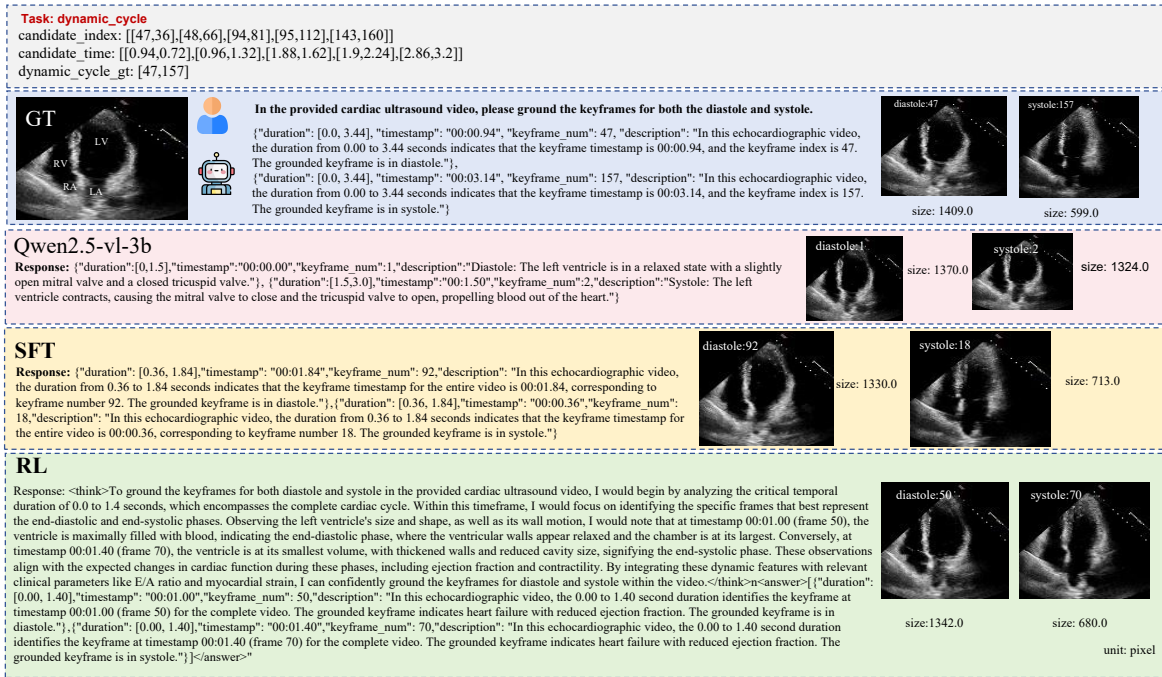 Task: dynamic_cycle
candidate_index: [[47,36],[48,66],[94,81],[95,112],[143,160]]
candidate_time: [[0.94,0.72],[0.96,1.32],[1.88,1.62],[1.9,2.24],[2.86,3.2]]
dynamic_cycle_gt: [47,157]
GT
LV
RV
RA
LA
In the provided cardiac ultrasound video, please ground the keyframes for both the diastole and systole.
{"duration": [0.0, 3.44], "timestamp": "00:00.94", "keyframe_num": 47, "description": "In this echocardiographic video,
the duration from 0.00 to 3.44 seconds indicates that the keyframe timestamp is 00:00.94, and the keyframe index is 47.
The grounded keyframe is in diastole."},
{"duration": [0.0, 3.44], "timestamp": "00:03.14", "keyframe_num": 157, "description": "In this echocardiographic video,
the duration from 0.00 to 3.44 seconds indicates that the keyframe timestamp is 00:03.14, and the keyframe index is 157.
The grounded keyframe is in systole."}
diastole:47
systole:157
size: 1409.0
size: 599.0
Qwen2.5-vl-3b
Response: {"duration":[0,1.5],"timestamp":"00:00.00","keyframe_num":1,"description":"Diastole: The left ventricle is in a relaxed state with a slightly
open mitral valve and a closed tricuspid valve."}, {"duration":[1.5,3.0],"timestamp":"00:1.50","keyframe_num":2,"description":"Systole: The left
ventricle contracts, causing the mitral valve to close and the tricuspid valve to open, propelling blood out of the heart."}
diastole:1
size: 1370.0
systole:2
size: 1324.0
SFT
Response: {"duration": [0.36, 1.84],"timestamp": "00:01.84","keyframe_num": 92,"description": "In this echocardiographic video,
the duration from 0.36 to 1.84 seconds indicates that the keyframe timestamp for the entire video is 00:01.84, corresponding to
keyframe number 92. The grounded keyframe is in diastole."},{"duration": [0.36, 1.84],"timestamp": "00:00.36","keyframe_num":
18,"description": "In this echocardiographic video, the duration from 0.36 to 1.84 seconds indicates that the keyframe timestamp for
the entire video is 00:00.36, corresponding to keyframe number 18. The grounded keyframe is in systole."}
diastole:92
size: 1330.0
systole:18
size: 713.0
RL
Response: <think>To ground the keyframes for both diastole and systole in the provided cardiac ultrasound video, I would begin by analyzing the critical temporal
duration of 0.0 to 1.4 seconds, which encompasses the complete cardiac cycle. Within this timeframe, I would focus on identifying the specific frames that best represent
the end-diastolic and end-systolic phases. Observing the left ventricle's size and shape, as well as its wall motion, I would note that at timestamp 00:01.00 (frame 50), the
ventricle is maximally filled with blood, indicating the end-diastolic phase, where the ventricular walls appear relaxed and the chamber is at its largest. Conversely, at
timestamp 00:01.40 (frame 70), the ventricle is at its smallest volume, with thickened walls and reduced cavity size, signifying the end-systolic phase. These observations
align with the expected changes in cardiac function during these phases, including ejection fraction and contractility. By integrating these dynamic features with relevant
clinical parameters like E/A ratio and myocardial strain, I can confidently ground the keyframes for diastole and systole within the video.</think>n<answer>[{"duration":
[0.00, 1.40],"timestamp": "00:01.00","keyframe_num": 50,"description": "In this echocardiographic video, the 0.00 to 1.40 second duration identifies the keyframe at
timestamp 00:01.00 (frame 50) for the complete video. The grounded keyframe indicates heart failure with reduced ejection fraction. The grounded keyframe is in
diastole."},{"duration": [0.00, 1.40],"timestamp": "00:01.40","keyframe_num": 70,"description": "In this echocardiographic video, the 0.00 to 1.40 second duration
identifies the keyframe at timestamp 00:01.40 (frame 70) for the complete video. The grounded keyframe indicates heart failure with reduced ejection fraction. The
grounded keyframe is in systole."}]</answer>"
diastole:50
systole:70
size:1342.0
size: 680.0
unit: pixel